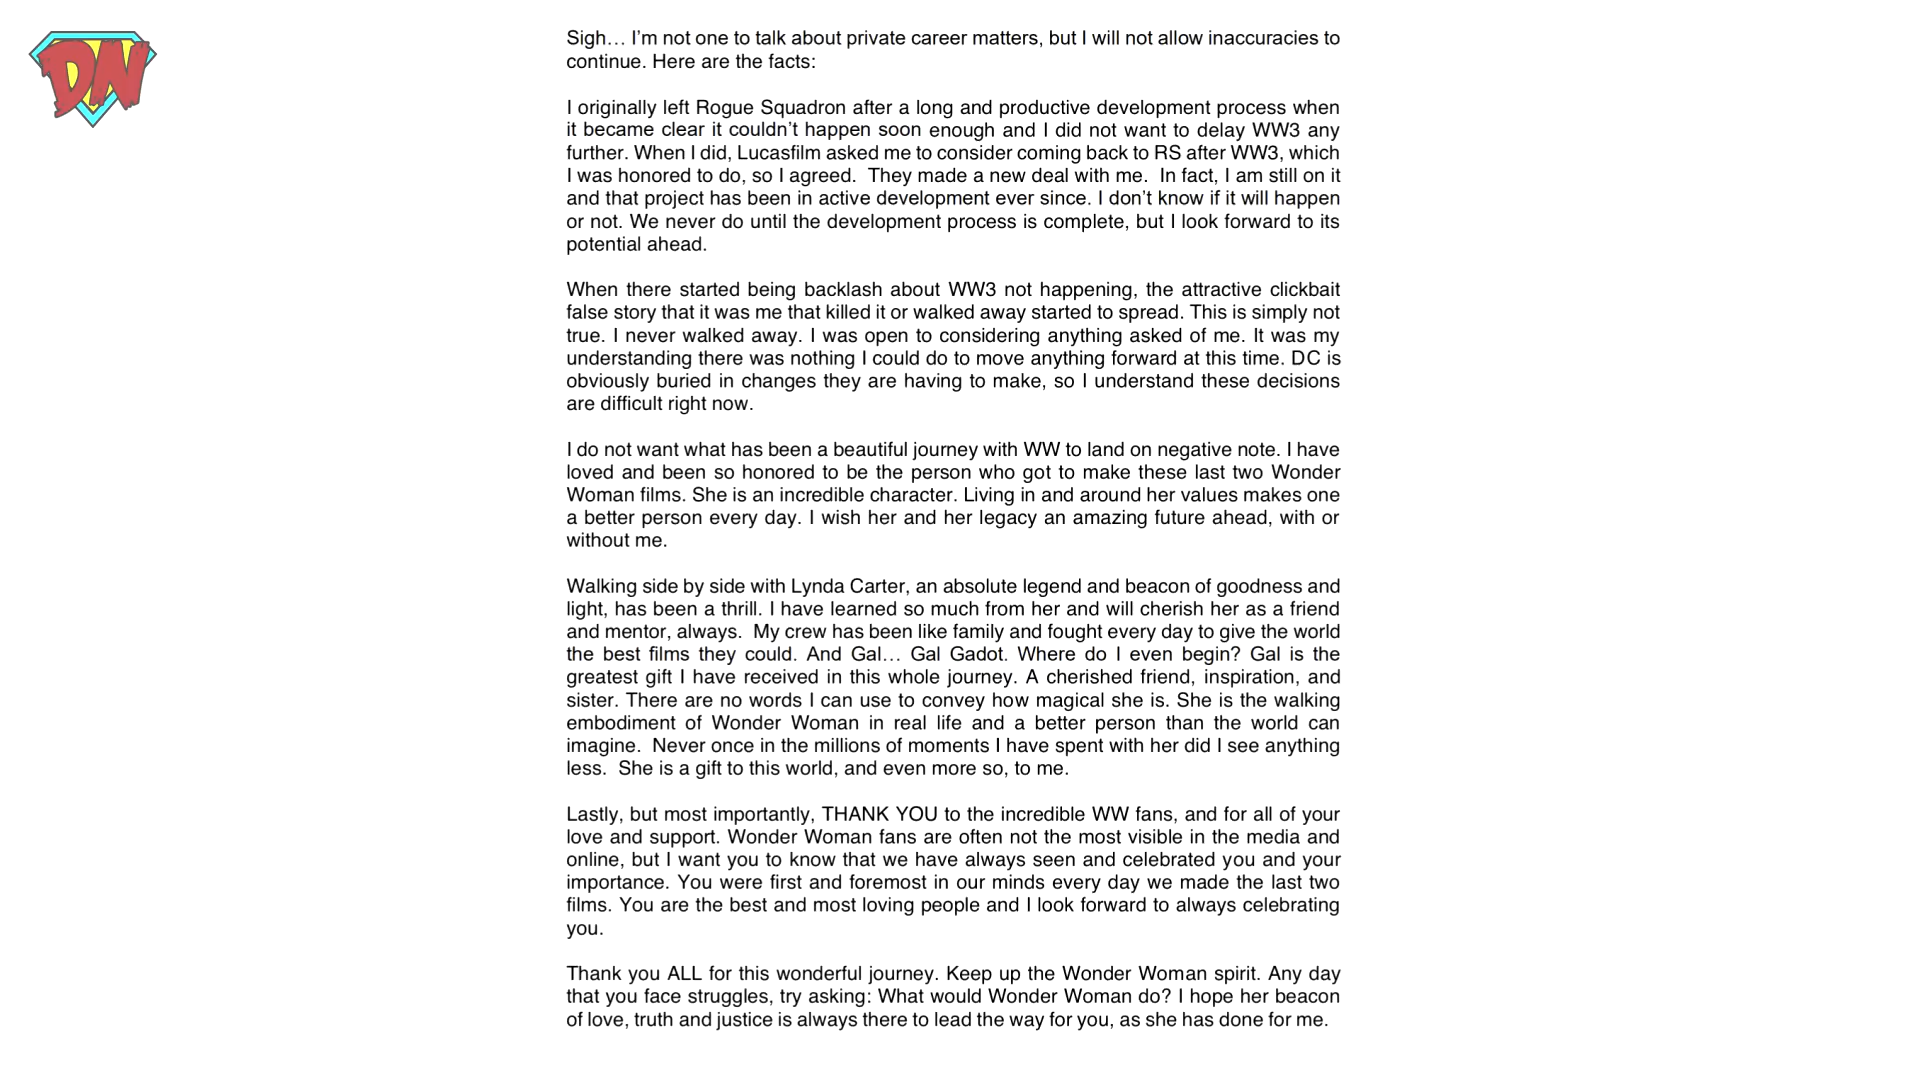 DN
Sigh… I’m not one to talk about private career matters, but I will not allow inaccuracies to
continue. Here are the facts:
I originally left Rogue Squadron after a long and productive development process when
it became clear it couldn’t happen soon enough and I did not want to delay WW3 any
further. When I did, Lucasfilm asked me to consider coming back to RS after WW3, which
I was honored to do, so I agreed.  They made a new deal with me.  In fact, I am still on it
and that project has been in active development ever since. I don’t know if it will happen
or not. We never do until the development process is complete, but I look forward to its
potential ahead.
When there started being backlash about WW3 not happening, the attractive clickbait
false story that it was me that killed it or walked away started to spread. This is simply not
true. I never walked away. I was open to considering anything asked of me. It was my
understanding there was nothing I could do to move anything forward at this time. DC is
obviously buried in changes they are having to make, so I understand these decisions
are difficult right now.
I do not want what has been a beautiful journey with WW to land on negative note. I have
loved and been so honored to be the person who got to make these last two Wonder
Woman films. She is an incredible character. Living in and around her values makes one
a better person every day. I wish her and her legacy an amazing future ahead, with or
without me.
Walking side by side with Lynda Carter, an absolute legend and beacon of goodness and
light, has been a thrill. I have learned so much from her and will cherish her as a friend
and mentor, always.  My crew has been like family and fought every day to give the world
the best films they could. And Gal… Gal Gadot. Where do I even begin? Gal is the
greatest gift I have received in this whole journey. A cherished friend, inspiration, and
sister. There are no words I can use to convey how magical she is. She is the walking
embodiment of Wonder Woman in real life and a better person than the world can
imagine.  Never once in the millions of moments I have spent with her did I see anything
less.  She is a gift to this world, and even more so, to me.
Lastly, but most importantly, THANK YOU to the incredible WW fans, and for all of your
love and support. Wonder Woman fans are often not the most visible in the media and
online, but I want you to know that we have always seen and celebrated you and your
importance. You were first and foremost in our minds every day we made the last two
films. You are the best and most loving people and I look forward to always celebrating
you.
Thank you ALL for this wonderful journey. Keep up the Wonder Woman spirit. Any day
that you face struggles, try asking: What would Wonder Woman do? I hope her beacon
of love, truth and justice is always there to lead the way for you, as she has done for me.